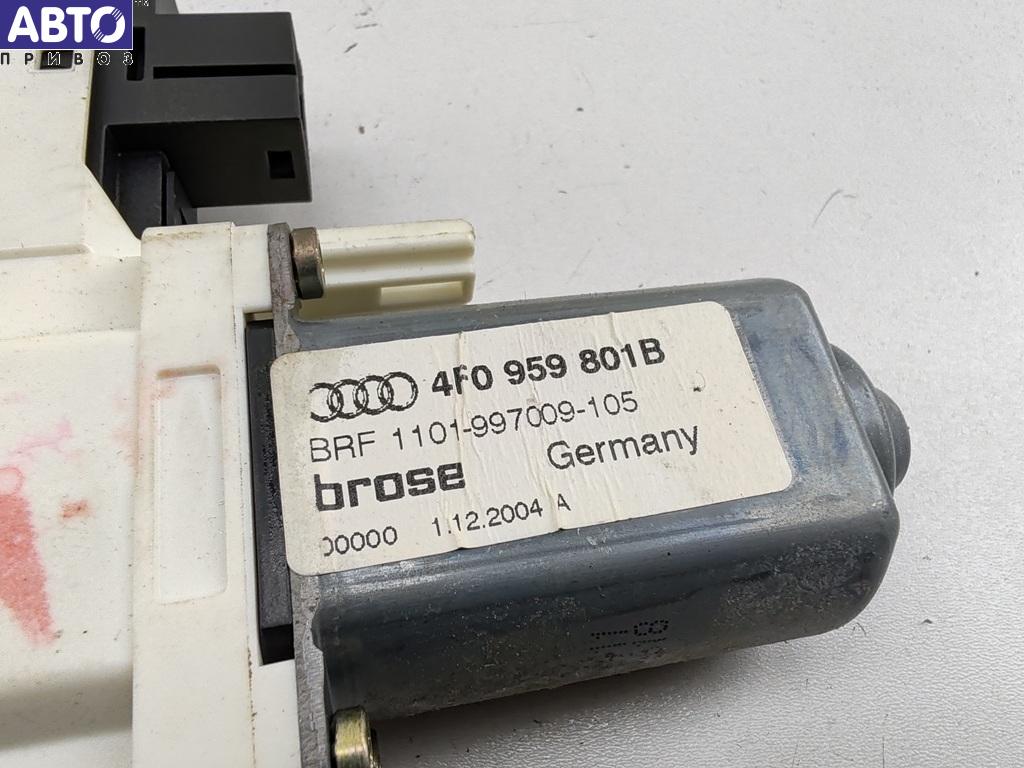 АВТО
ПРИВОЗ
4F0 959 801B
BRF 1101-997009-105
brose
Germany
00000 1.12.2004 A